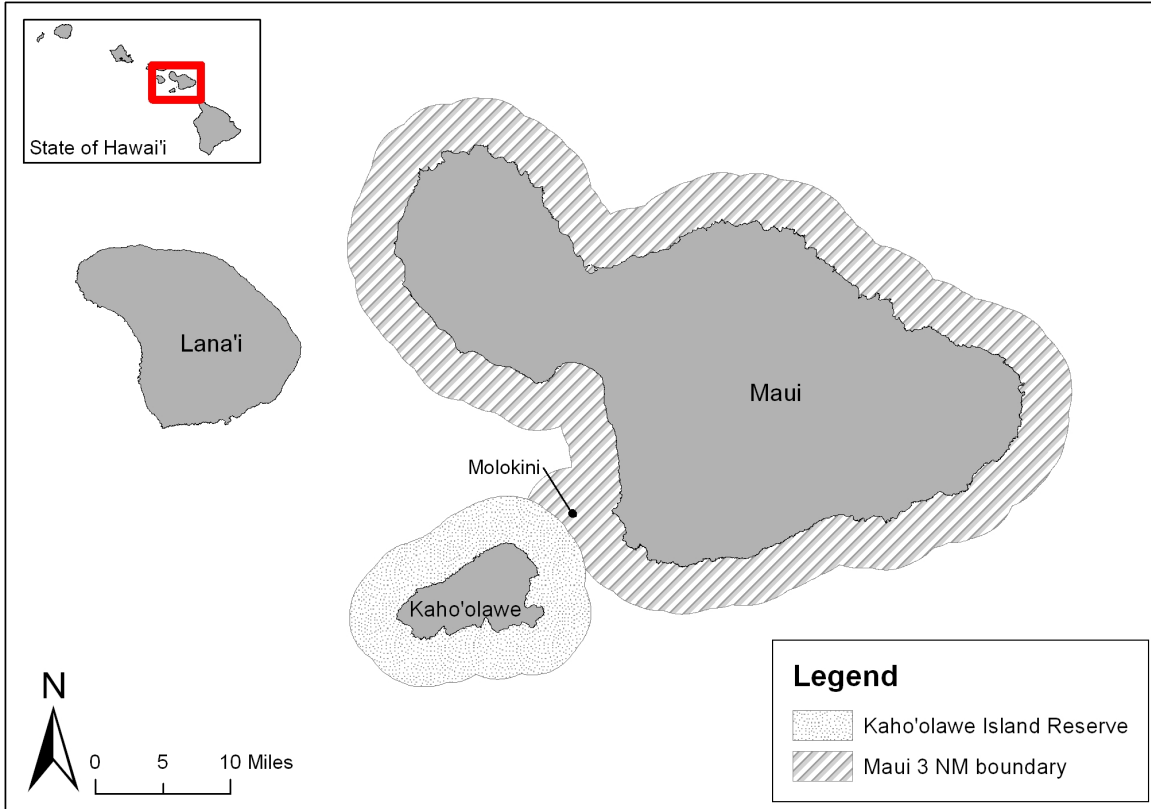 State of Hawai'i
Lana'i
Maui
Molokini
Kaho'olawe
N
0 5 10 Miles
Legend
Kaho'olawe Island Reserve
Maui 3 NM boundary